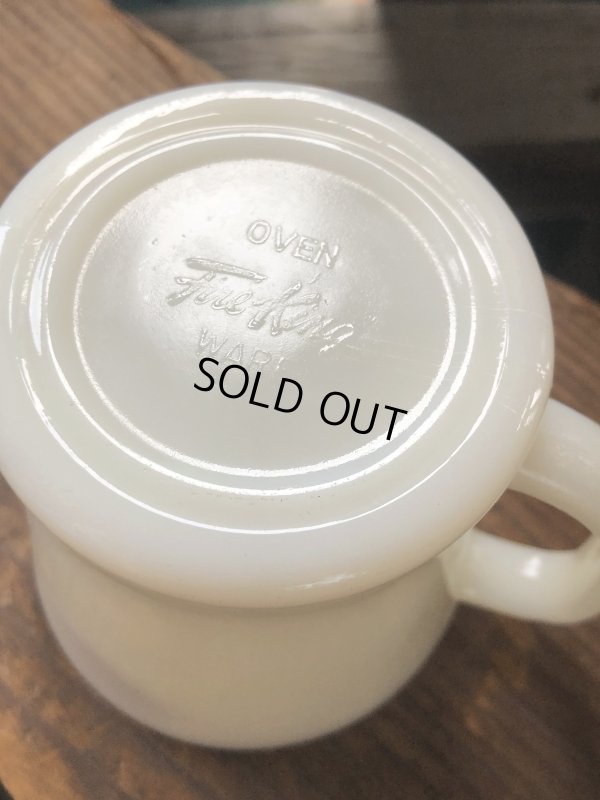 OVEN
Fire-King
WARE
SOLD OUT